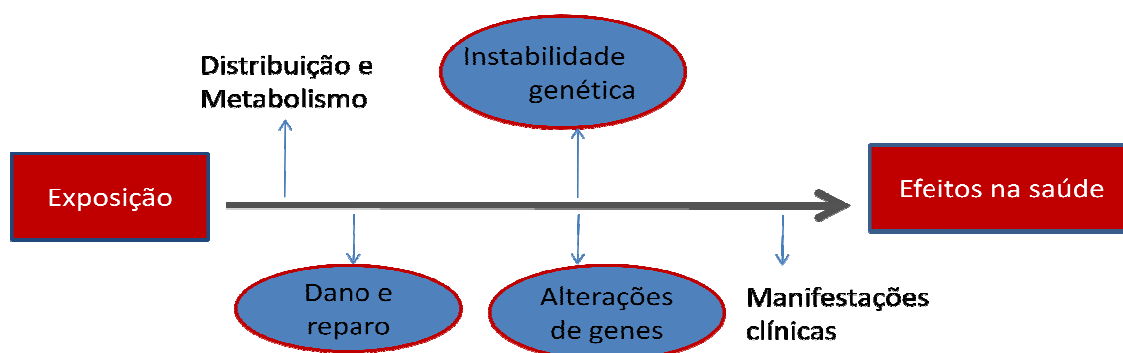 Distribuição e
Metabolismo
Instabilidade
genética
Exposição
Efeitos na saúde
Dano e
reparo
Alterações
de genes
Manifestações
clínicas